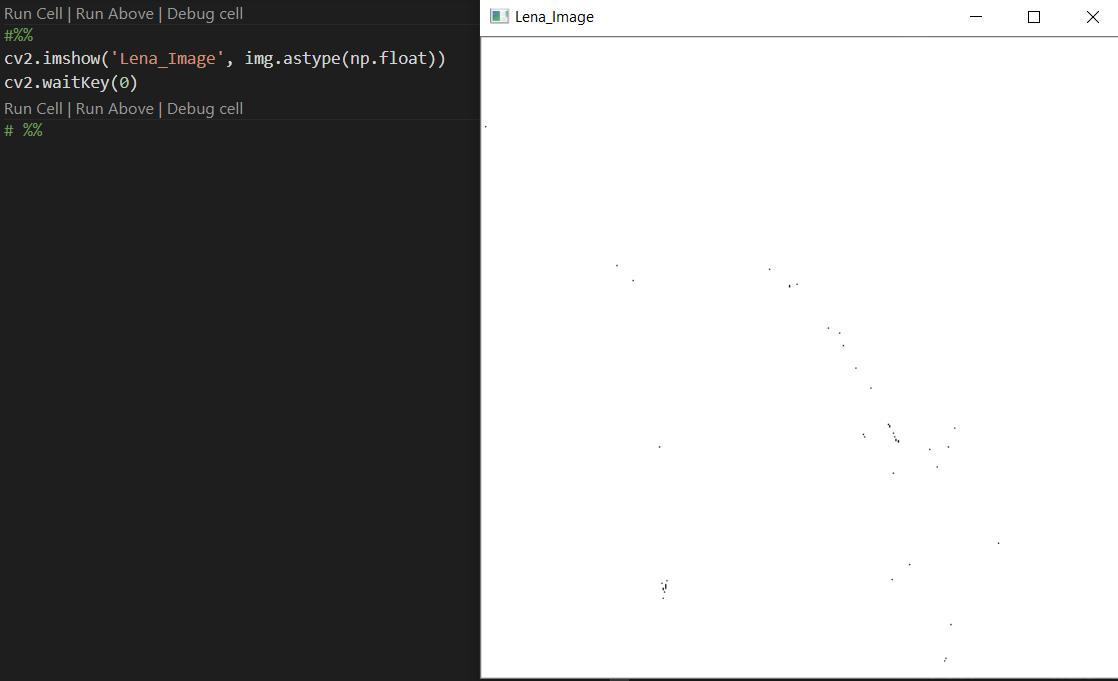 Run Cell | Run Above | Debug cell
#%%
cv2.imshow('Lena_Image', img.astype(np.float))
cv2.waitKey(0)
Run Cell | Run Above | Debug cell
# %%
Lena_Image